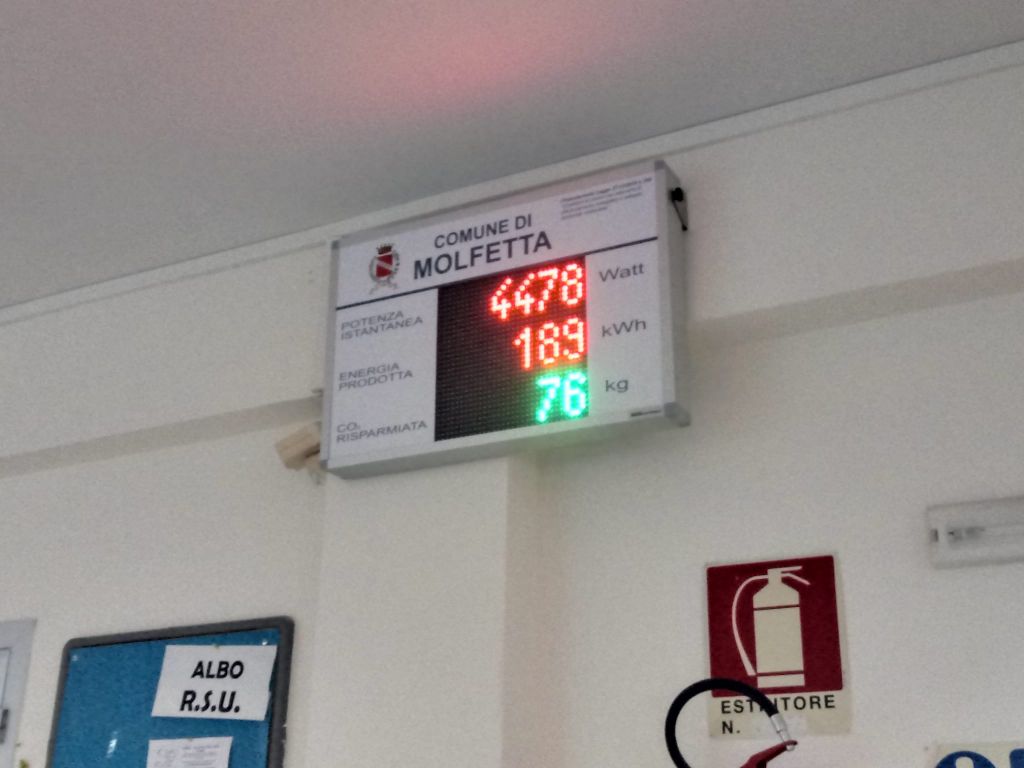 COMUNE DI
MOLFETTA
POTENZA
ISTANTANEA
4478 Watt
ENERGIA
PRODOTTA
189 kWh
CO₂
RISPARMIATA
76 kg
ALBO
R.S.U.
ESTINTORE
N.